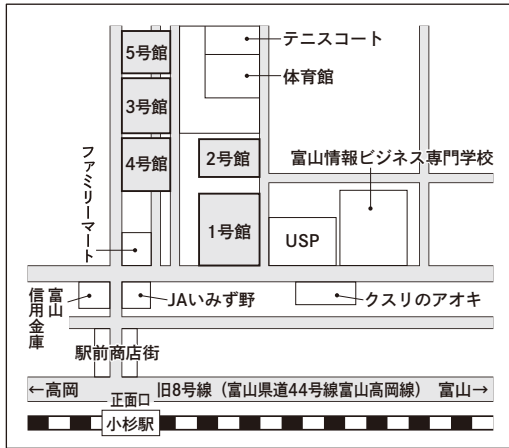 テニスコート
5号館
体育館
3号館
ファミリーマート
4号館
2号館
富山情報ビジネス専門学校
1号館
USP
富山
信用金庫
JAいみず野
クスリのアオキ
駅前商店街
←高岡
旧8号線（富山県道44号線富山高岡線）
富山→
正面口
小杉駅